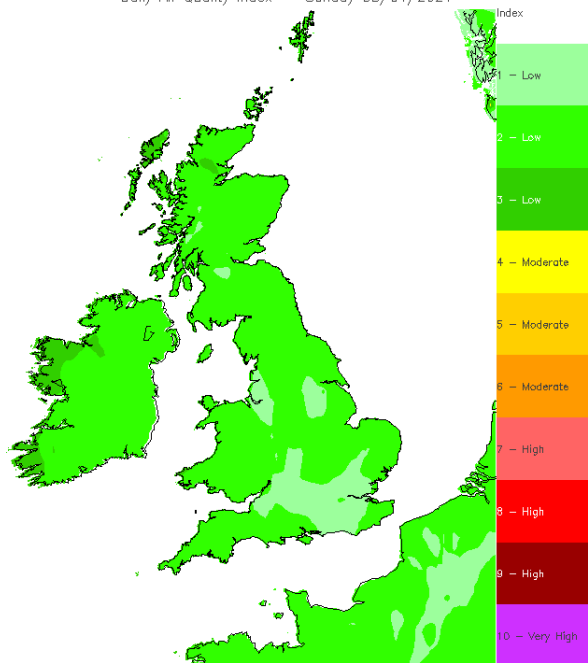 Index
1 - Low
2 - Low
3 - Low
4 - Moderate
5 - Moderate
6 - Moderate
7 - High
8 - High
9 - High
10 - Very High